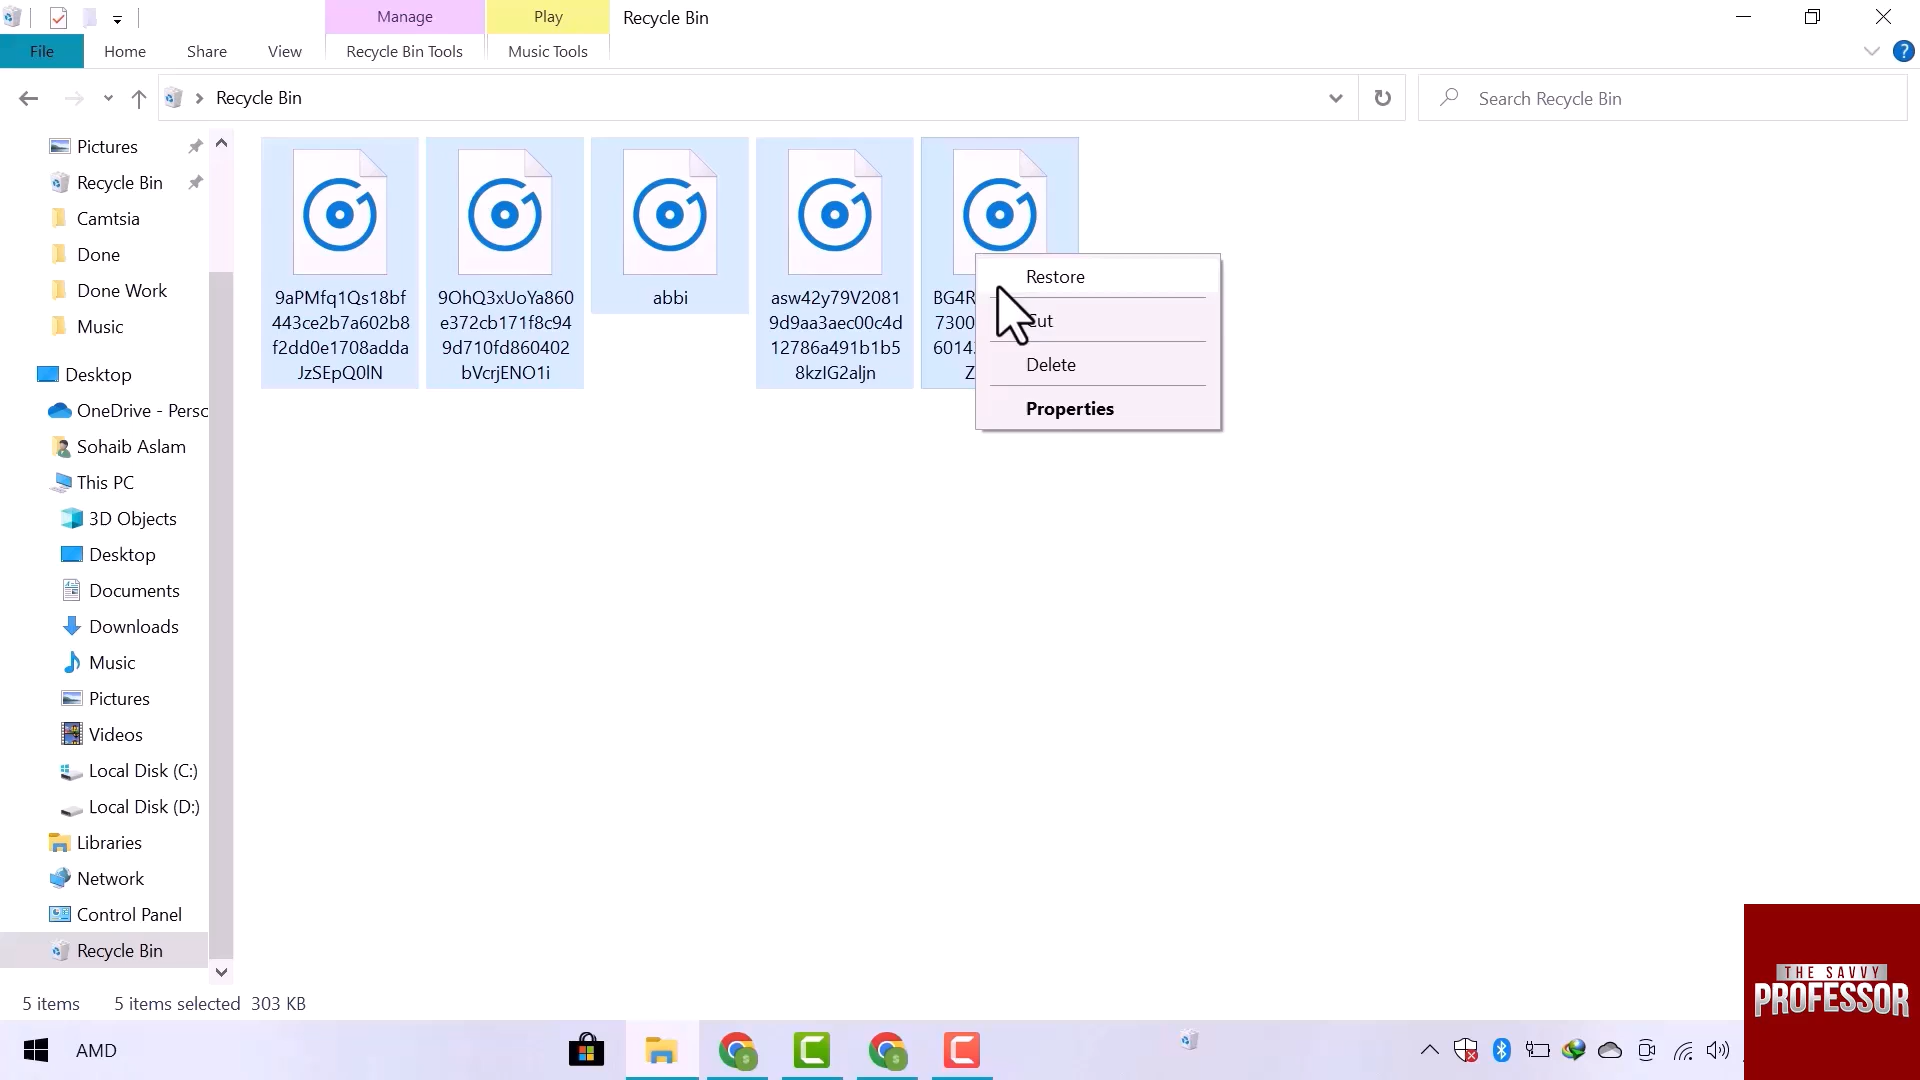 Manage
Play
Recycle Bin
File
Home
Share
View
Recycle Bin Tools
Music Tools
Recycle Bin
Search Recycle Bin
Pictures
Recycle Bin
Camtsia
Done
Done Work
Music
Desktop
OneDrive - Persc
Sohaib Aslam
This PC
3D Objects
Desktop
Documents
Downloads
Music
Pictures
Videos
Local Disk (C:)
Local Disk (D:)
Libraries
Network
Control Panel
Recycle Bin
9aPMfq1Qs18bf
443ce2b7a602b8
f2dd0e1708adda
JzSEpQ0lN
9OhQ3xUoYa860
e372cb171f8c94
9d710fd860402
bVcrjENO1i
abbi
asw42y79V2081
9d9aa3aec00c4d
12786a491b1b5
8kzIG2aljn
BG4R
7300
6014
Z
Restore
Cut
Delete
Properties
5 items
5 items selected 303 KB
AMD
THE SAVVY
PROFESSOR